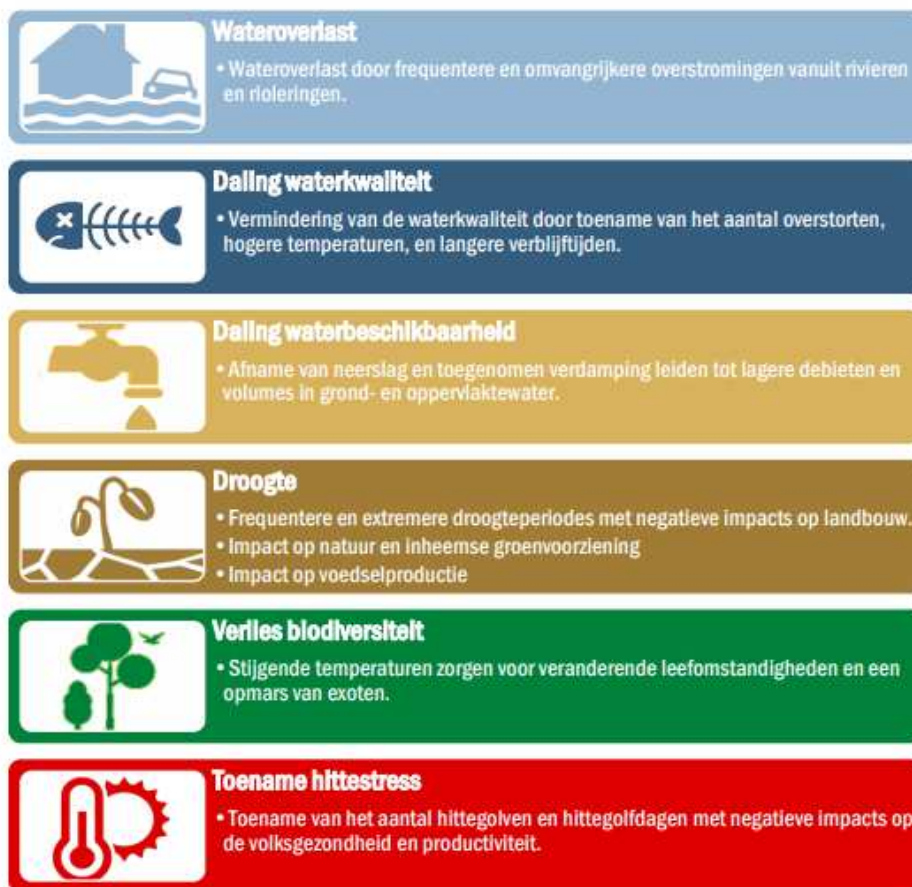 Wateroverlast
• Wateroverlast door frequentere en omvangrijkere overstromingen vanuit rivieren
en rioleringen.
Daling waterkwaliteit
• Vermindering van de waterkwaliteit door toename van het aantal overstorten,
hogere temperaturen, en langere verblijftijden.
Daling waterbeschikbaarheid
• Afname van neerslag en toegenomen verdamping leiden tot lagere debieten en
volumes in grond- en oppervlaktewater.
Droogte
• Frequentere en extremere droogteperiodes met negatieve impacts op landbouw.
• Impact op natuur en inheemse groenvoorziening
• Impact op voedselproductie
Verlies biodiversiteit
• Stijgende temperaturen zorgen voor veranderende leefomstandigheden en een
opmars van exoten.
Toename hittestress
• Toename van het aantal hittegolven en hittegolfdagen met negatieve impacts op
de volksgezondheid en productiviteit.